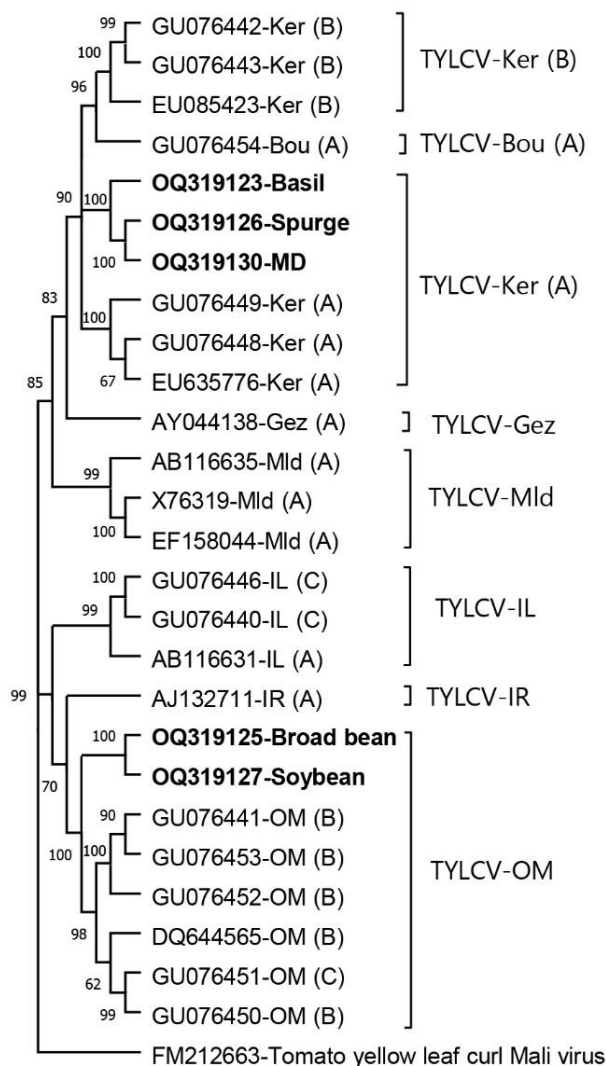 99
GU076442-Ker (B)
100
GU076443-Ker (B)
TYLCV-Ker (B)
96
EU085423-Ker (B)
GU076454-Bou (A)
TYLCV-Bou (A)
90
100
OQ319123-Basil
OQ319126-Spurge
100
OQ319130-MD
TYLCV-Ker (A)
83
100
GU076449-Ker (A)
GU076448-Ker (A)
85
67
EU635776-Ker (A)
AY044138-Gez (A)
TYLCV-Gez
99
AB116635-Mld (A)
X76319-Mld (A)
TYLCV-Mld
100
EF158044-Mld (A)
100
GU076446-IL (C)
99
GU076440-IL (C)
TYLCV-IL
AB116631-IL (A)
99
AJ132711-IR (A)
TYLCV-IR
100
OQ319125-Broad bean
70
OQ319127-Soybean
90
GU076441-OM (B)
100
100
GU076453-OM (B)
TYLCV-OM
GU076452-OM (B)
98
DQ644565-OM (B)
62
GU076451-OM (C)
99
GU076450-OM (B)
FM212663-Tomato yellow leaf curl Mali virus